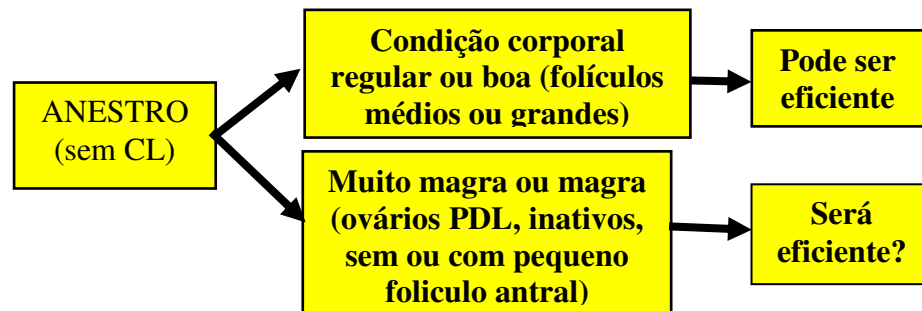 ANESTRO
(sem CL)
Condição corporal
regular ou boa (folículos
médios ou grandes)
Pode ser
eficiente
Muito magra ou magra
(ovários PDL, inativos,
sem ou com pequeno
foliculo antral)
Será
eficiente?